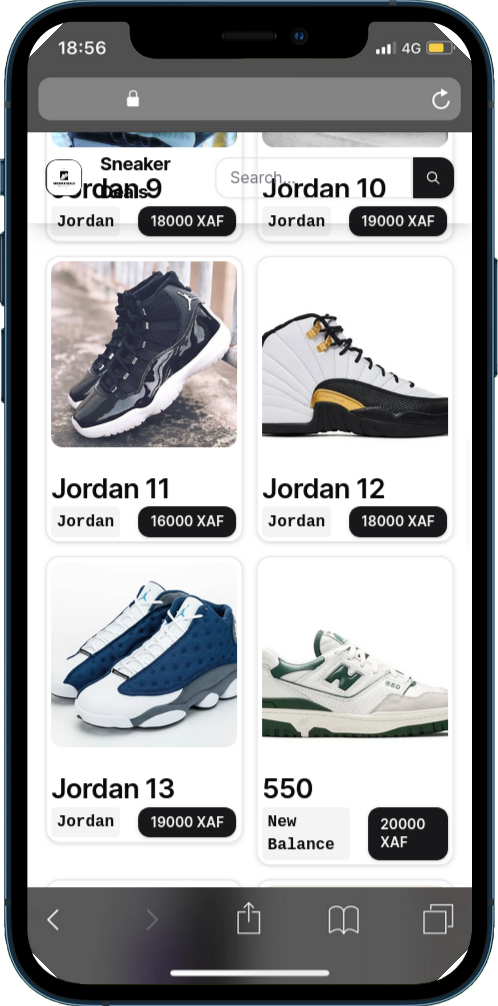 18:56
4G
Sneaker
Deals
Search...
Jordan 9
Jordan 10
Jordan
18000 XAF
Jordan
19000 XAF
Jordan 11
Jordan 12
Jordan
16000 XAF
Jordan
18000 XAF
550
Jordan 13
550
Jordan
19000 XAF
New
Balance
20000
XAF